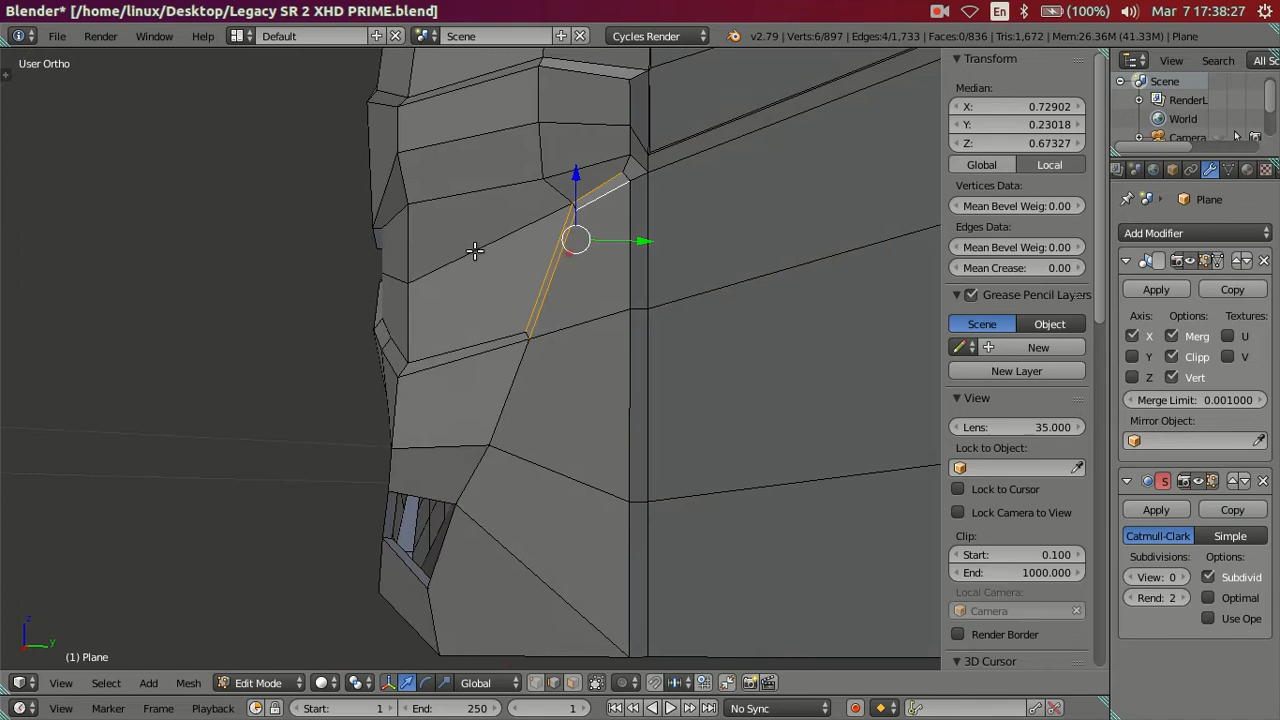 Blender* [/home/linux/Desktop/Legacy SR 2 XHD PRIME.blend]
En (100%) Mar 7 17:38:27
File Render Window Help Default Scene Cycles Render v2.79 | Verts:6/897 | Edges:4/1,733 | Faces:0/836 | Tris:1,672 | Mem:26.36M (41.33M) | Plane
User Ortho
Transform
View Search All Sc
Median:
Scene
X: 0.72902
RenderL
Y: 0.23018
World
Z: 0.67327
Camera
Global Local
Vertices Data:
Mean Bevel Weig: 0.00
Plane
Edges Data:
Add Modifier
Mean Bevel Weig: 0.00
Mean Crease: 0.00
Apply Copy
Grease Pencil Layers
Axis: Options: Textures:
Scene Object
X Merg U
New
Y Clipp V
New Layer
Z Vert
View
Merge Limit: 0.001000
Lens: 35.000
Mirror Object:
Lock to Object:
Lock to Cursor
S
Lock Camera to View
Apply Copy
Clip:
Catmull-Clark Simple
Start: 0.100
Subdivisions: Options:
End: 1000.000
View: 0 Subdivid
Local Camera:
Rend: 2 Optimal
Camera
Use Ope
Render Border
3D Cursor
z
y
(1) Plane
View Select Add Mesh Edit Mode Global
View Marker Frame Playback Start: 1 End: 250 1 No Sync